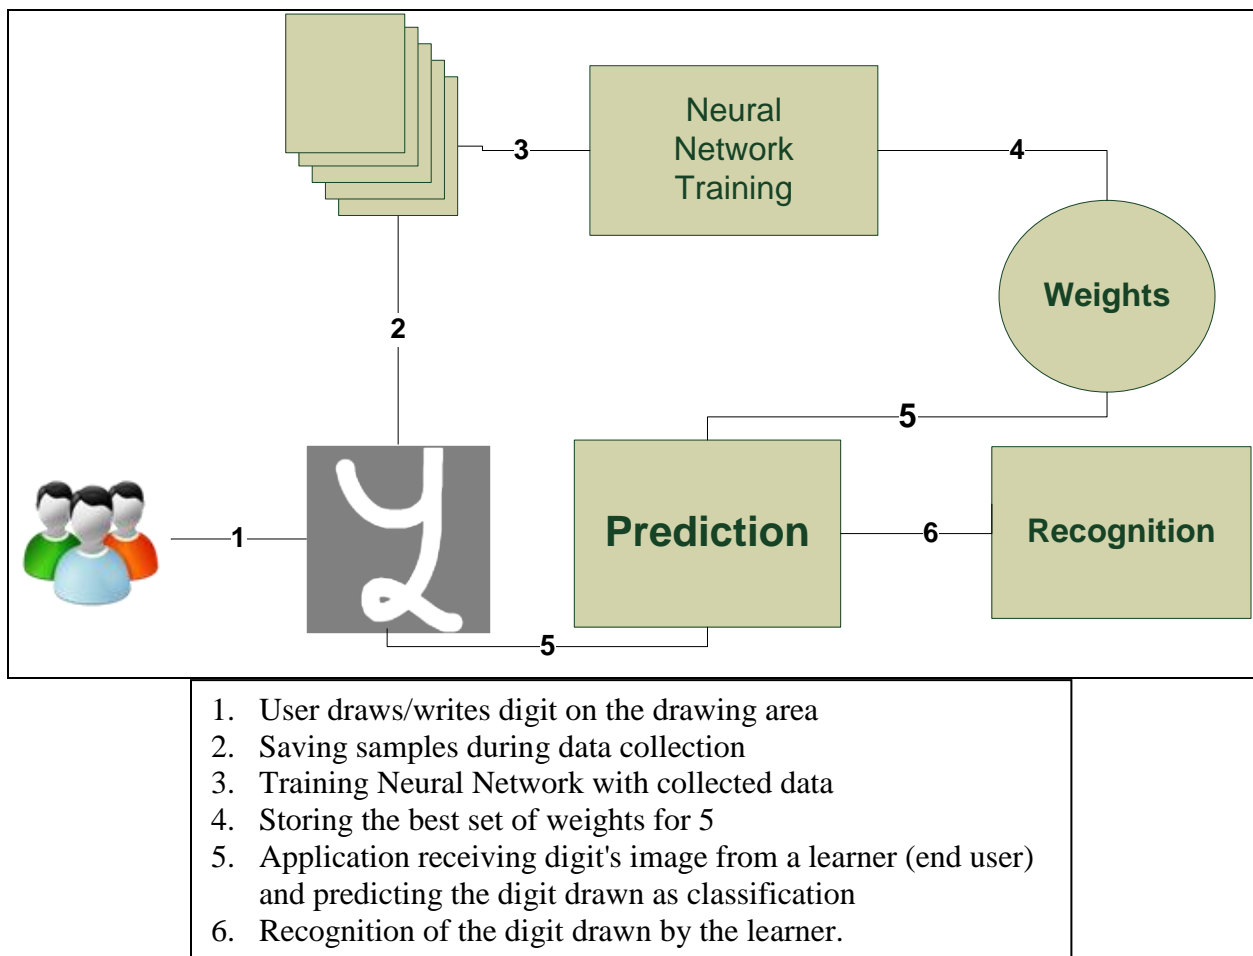 3
Neural
Network
Training
4
Weights
2
5
1
Prediction
6
Recognition
5
1. User draws/writes digit on the drawing area
2. Saving samples during data collection
3. Training Neural Network with collected data
4. Storing the best set of weights for 5
5. Application receiving digit's image from a learner (end user)
and predicting the digit drawn as classification
6. Recognition of the digit drawn by the learner.